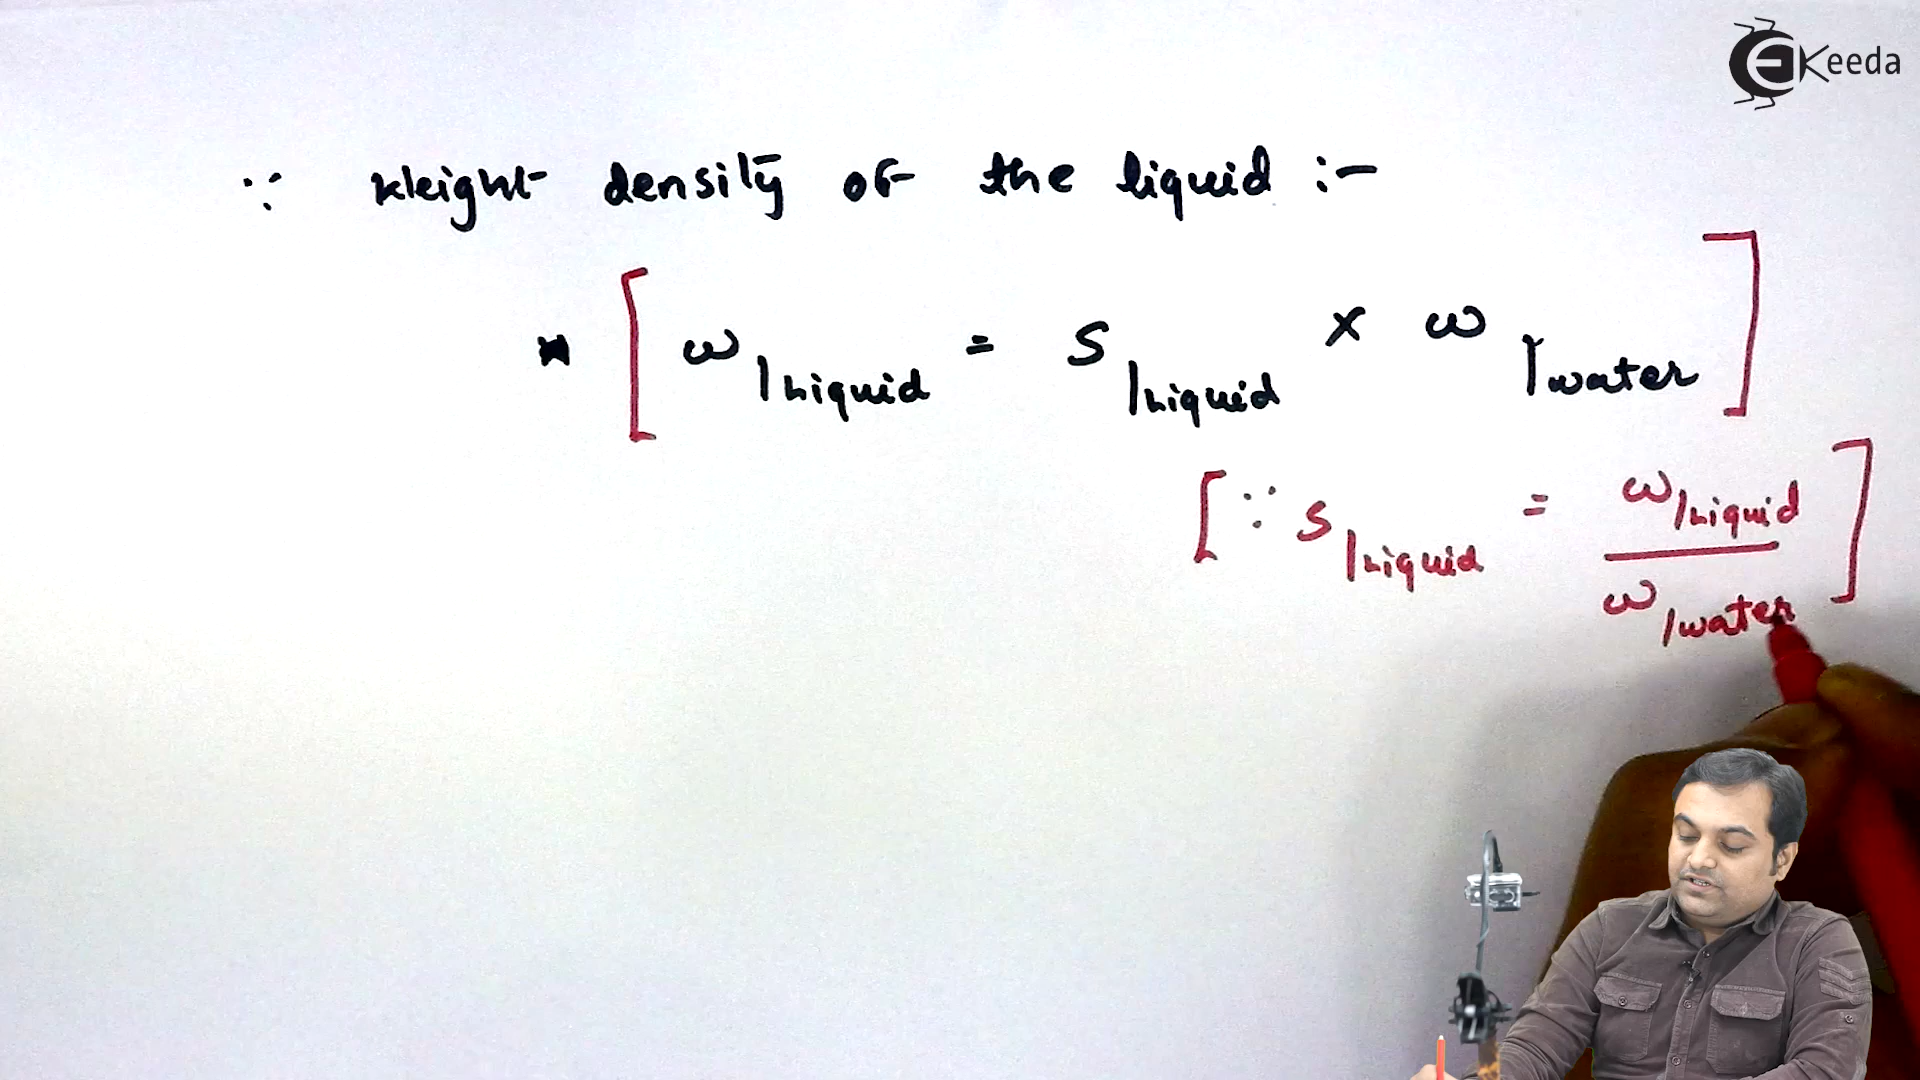 EKeeda
∵ Weight density of the liquid :-
* [ ω|Liquid = S|Liquid × ω|water ]
[ ∵ S|Liquid = ω|Liquid / ω|water ]